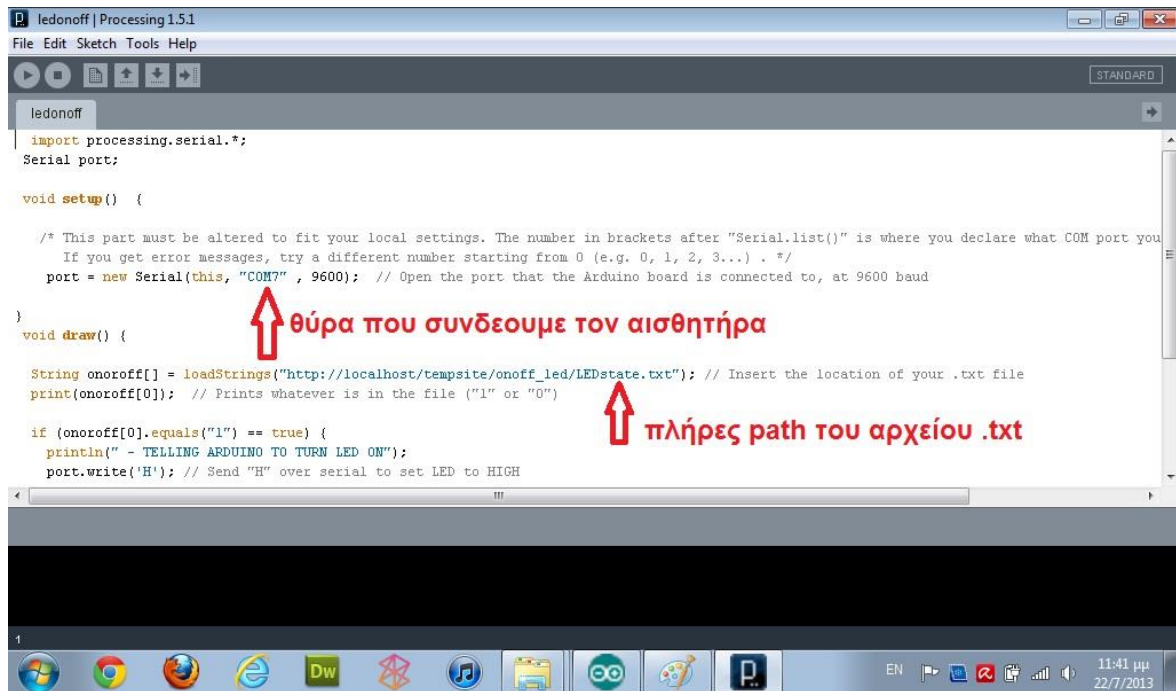 ledonoff | Processing 1.5.1
File Edit Sketch Tools Help
STANDARD
ledonoff
import processing.serial.*;
Serial port;
void setup() {
/* This part must be altered to fit your local settings. The number in brackets after "Serial.list()" is where you declare what COM port you
If you get error messages, try a different number starting from 0 (e.g. 0, 1, 2, 3...) . */
port = new Serial(this, "COM7" , 9600); // Open the port that the Arduino board is connected to, at 9600 baud
}
θύρα που συνδεουμε τον αισθητήρα
void draw() {
String onoroff[] = loadStrings("http://localhost/tempsite/onoff_led/LEDstate.txt"); // Insert the location of your .txt file
print(onoroff[0]); // Prints whatever is in the file ("1" or "0")
πλήρες path του αρχείου .txt
if (onoroff[0].equals("1") == true) {
println(" - TELLING ARDUINO TO TURN LED ON");
port.write('H'); // Send "H" over serial to set LED to HIGH
1
Dw
EN
11:41 μμ
22/7/2013